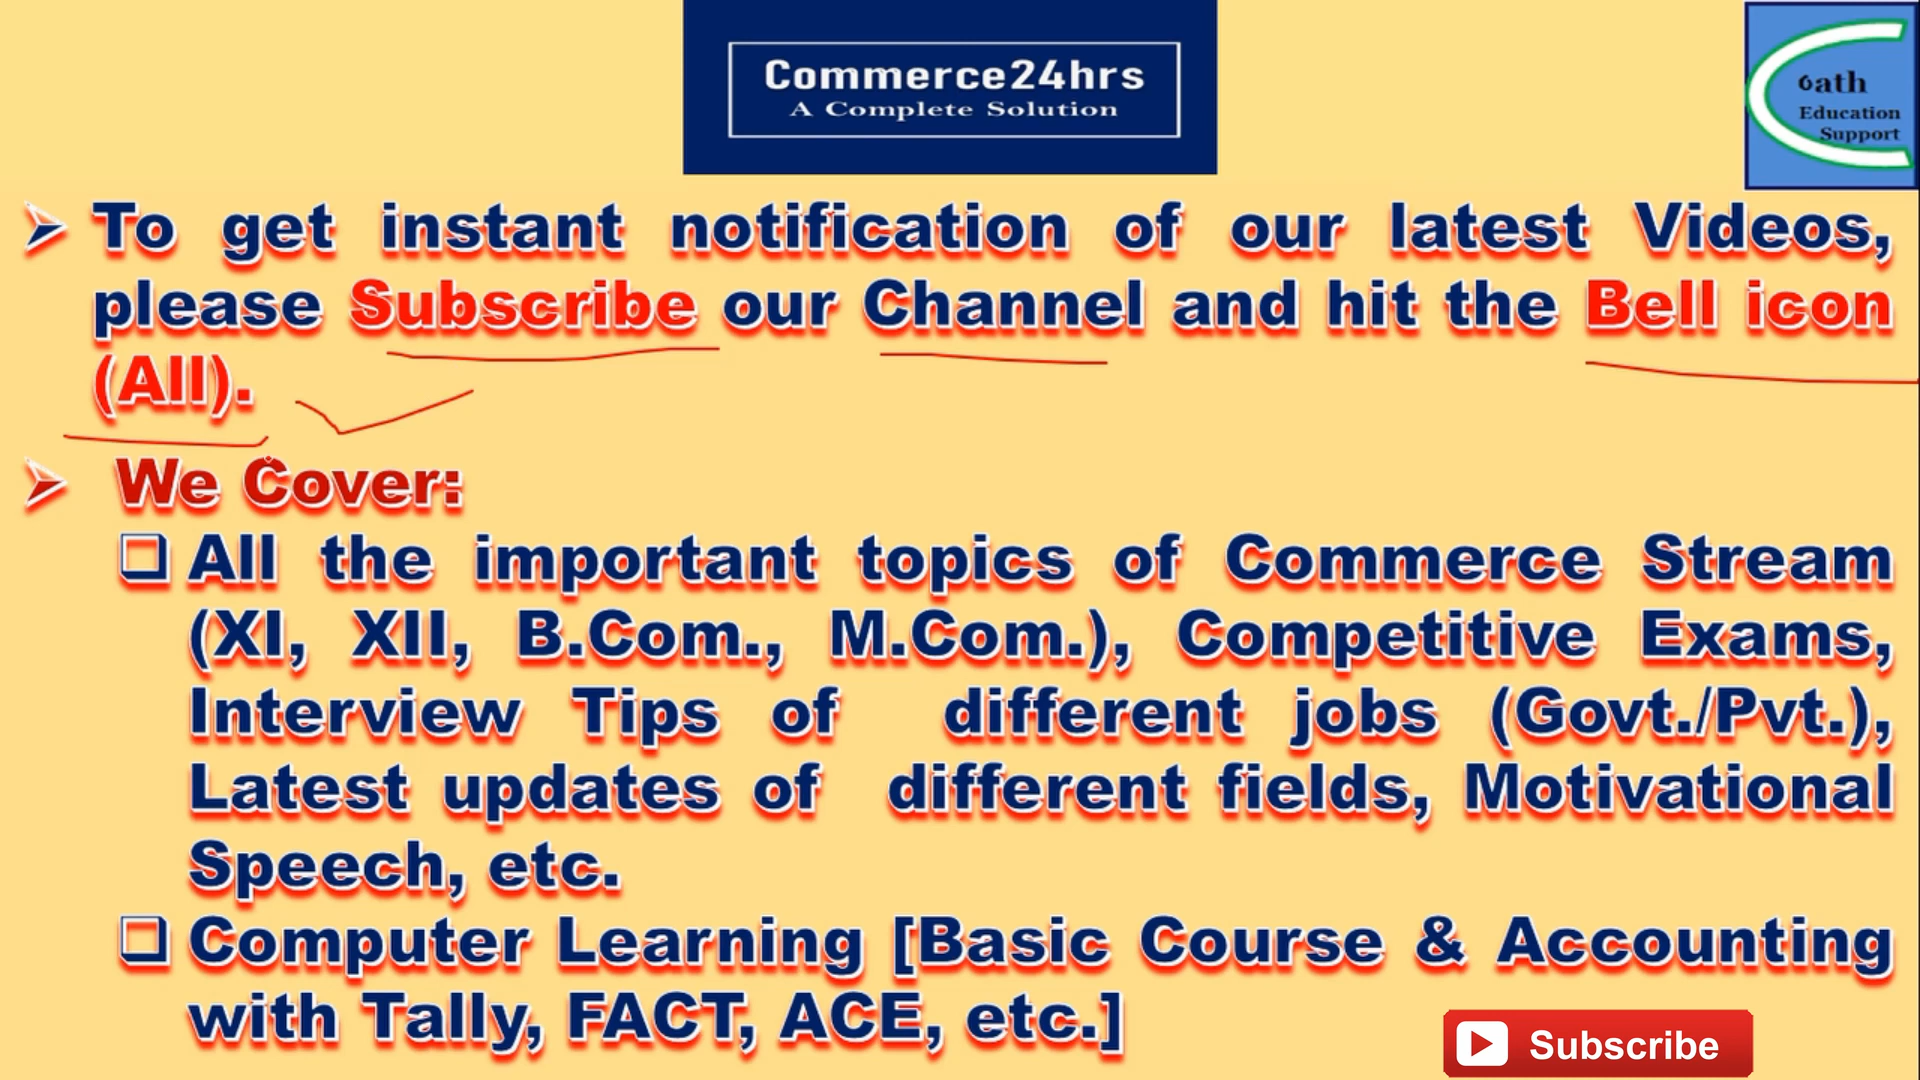 Commerce24hrs
A Complete Solution
6ath
Education
Support
To get instant notification of our latest Videos,
please Subscribe our Channel and hit the Bell icon
(All).
We Cover:
All the important topics of Commerce Stream
(XI, XII, B.Com., M.Com.), Competitive Exams,
Interview Tips of different jobs (Govt./Pvt.),
Latest updates of different fields, Motivational
Speech, etc.
Computer Learning [Basic Course & Accounting
with Tally, FACT, ACE, etc.]
Subscribe